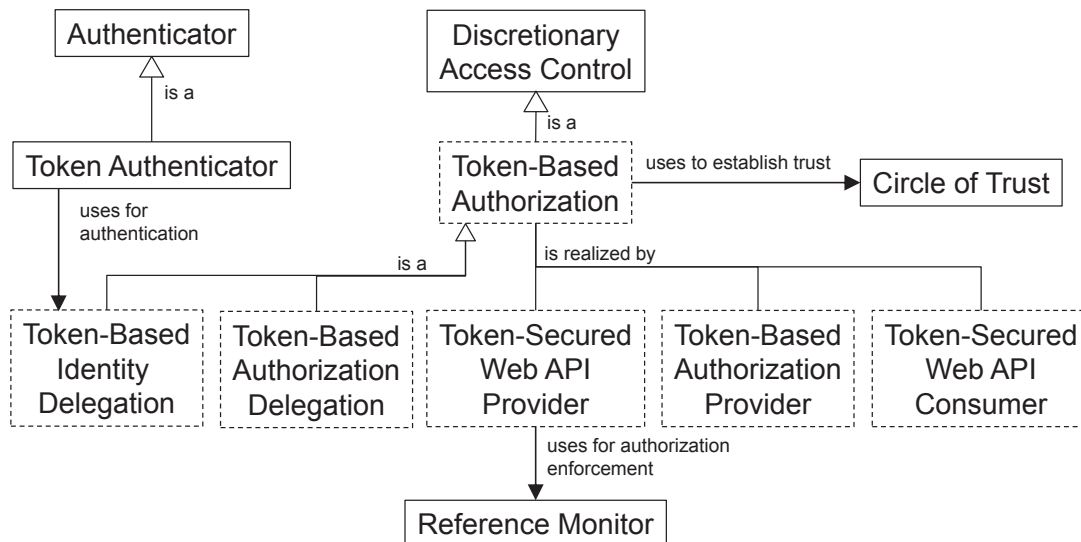 Authenticator
Discretionary
Access Control
is a
is a
Token Authenticator
Token-Based
Authorization
uses to establish trust
Circle of Trust
uses for
authentication
is a
is realized by
Token-Based
Identity
Delegation
Token-Based
Authorization
Delegation
Token-Secured
Web API
Provider
Token-Based
Authorization
Provider
Token-Secured
Web API
Consumer
uses for authorization
enforcement
Reference Monitor